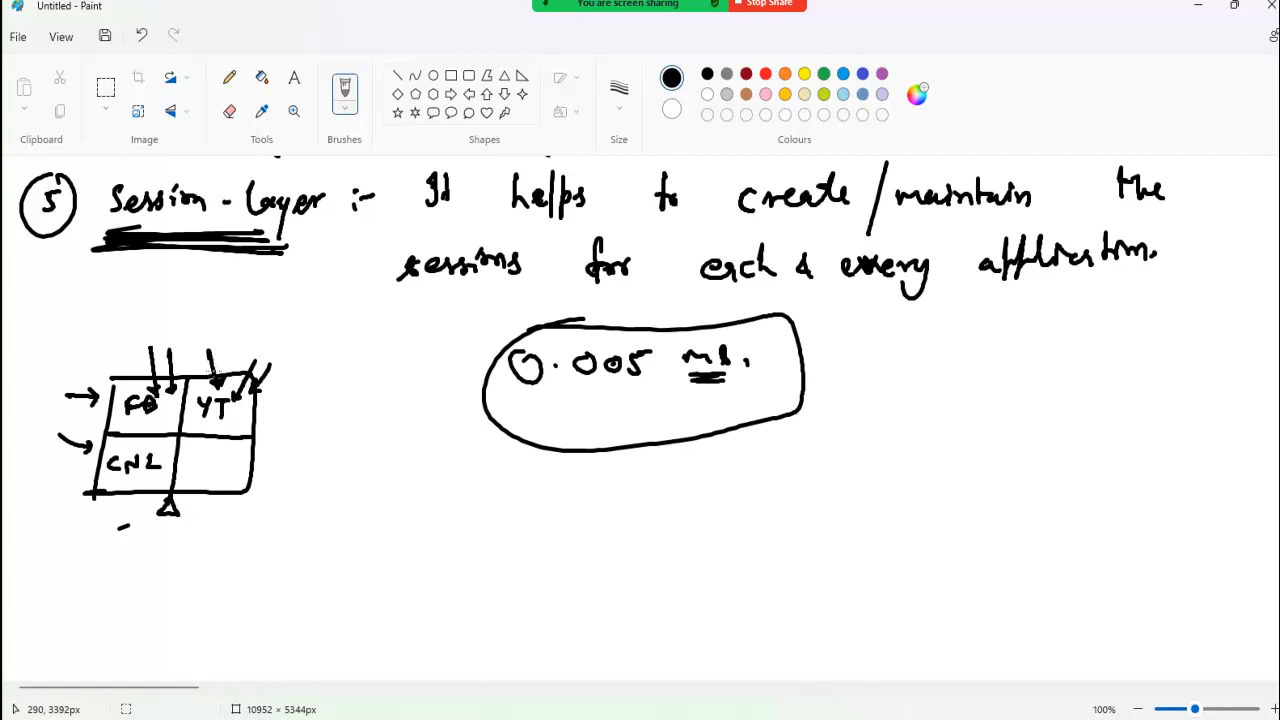 Untitled - Paint
You are screen sharing
Stop Share
File View
Clipboard
Image
Tools
Brushes
Shapes
Size
Colours
5 Session - Layer :- It helps to create / maintain the
sessions for each & every application.
0.005 ms.
FB YT
CNL
290, 3392px
10952 × 5344px
100%